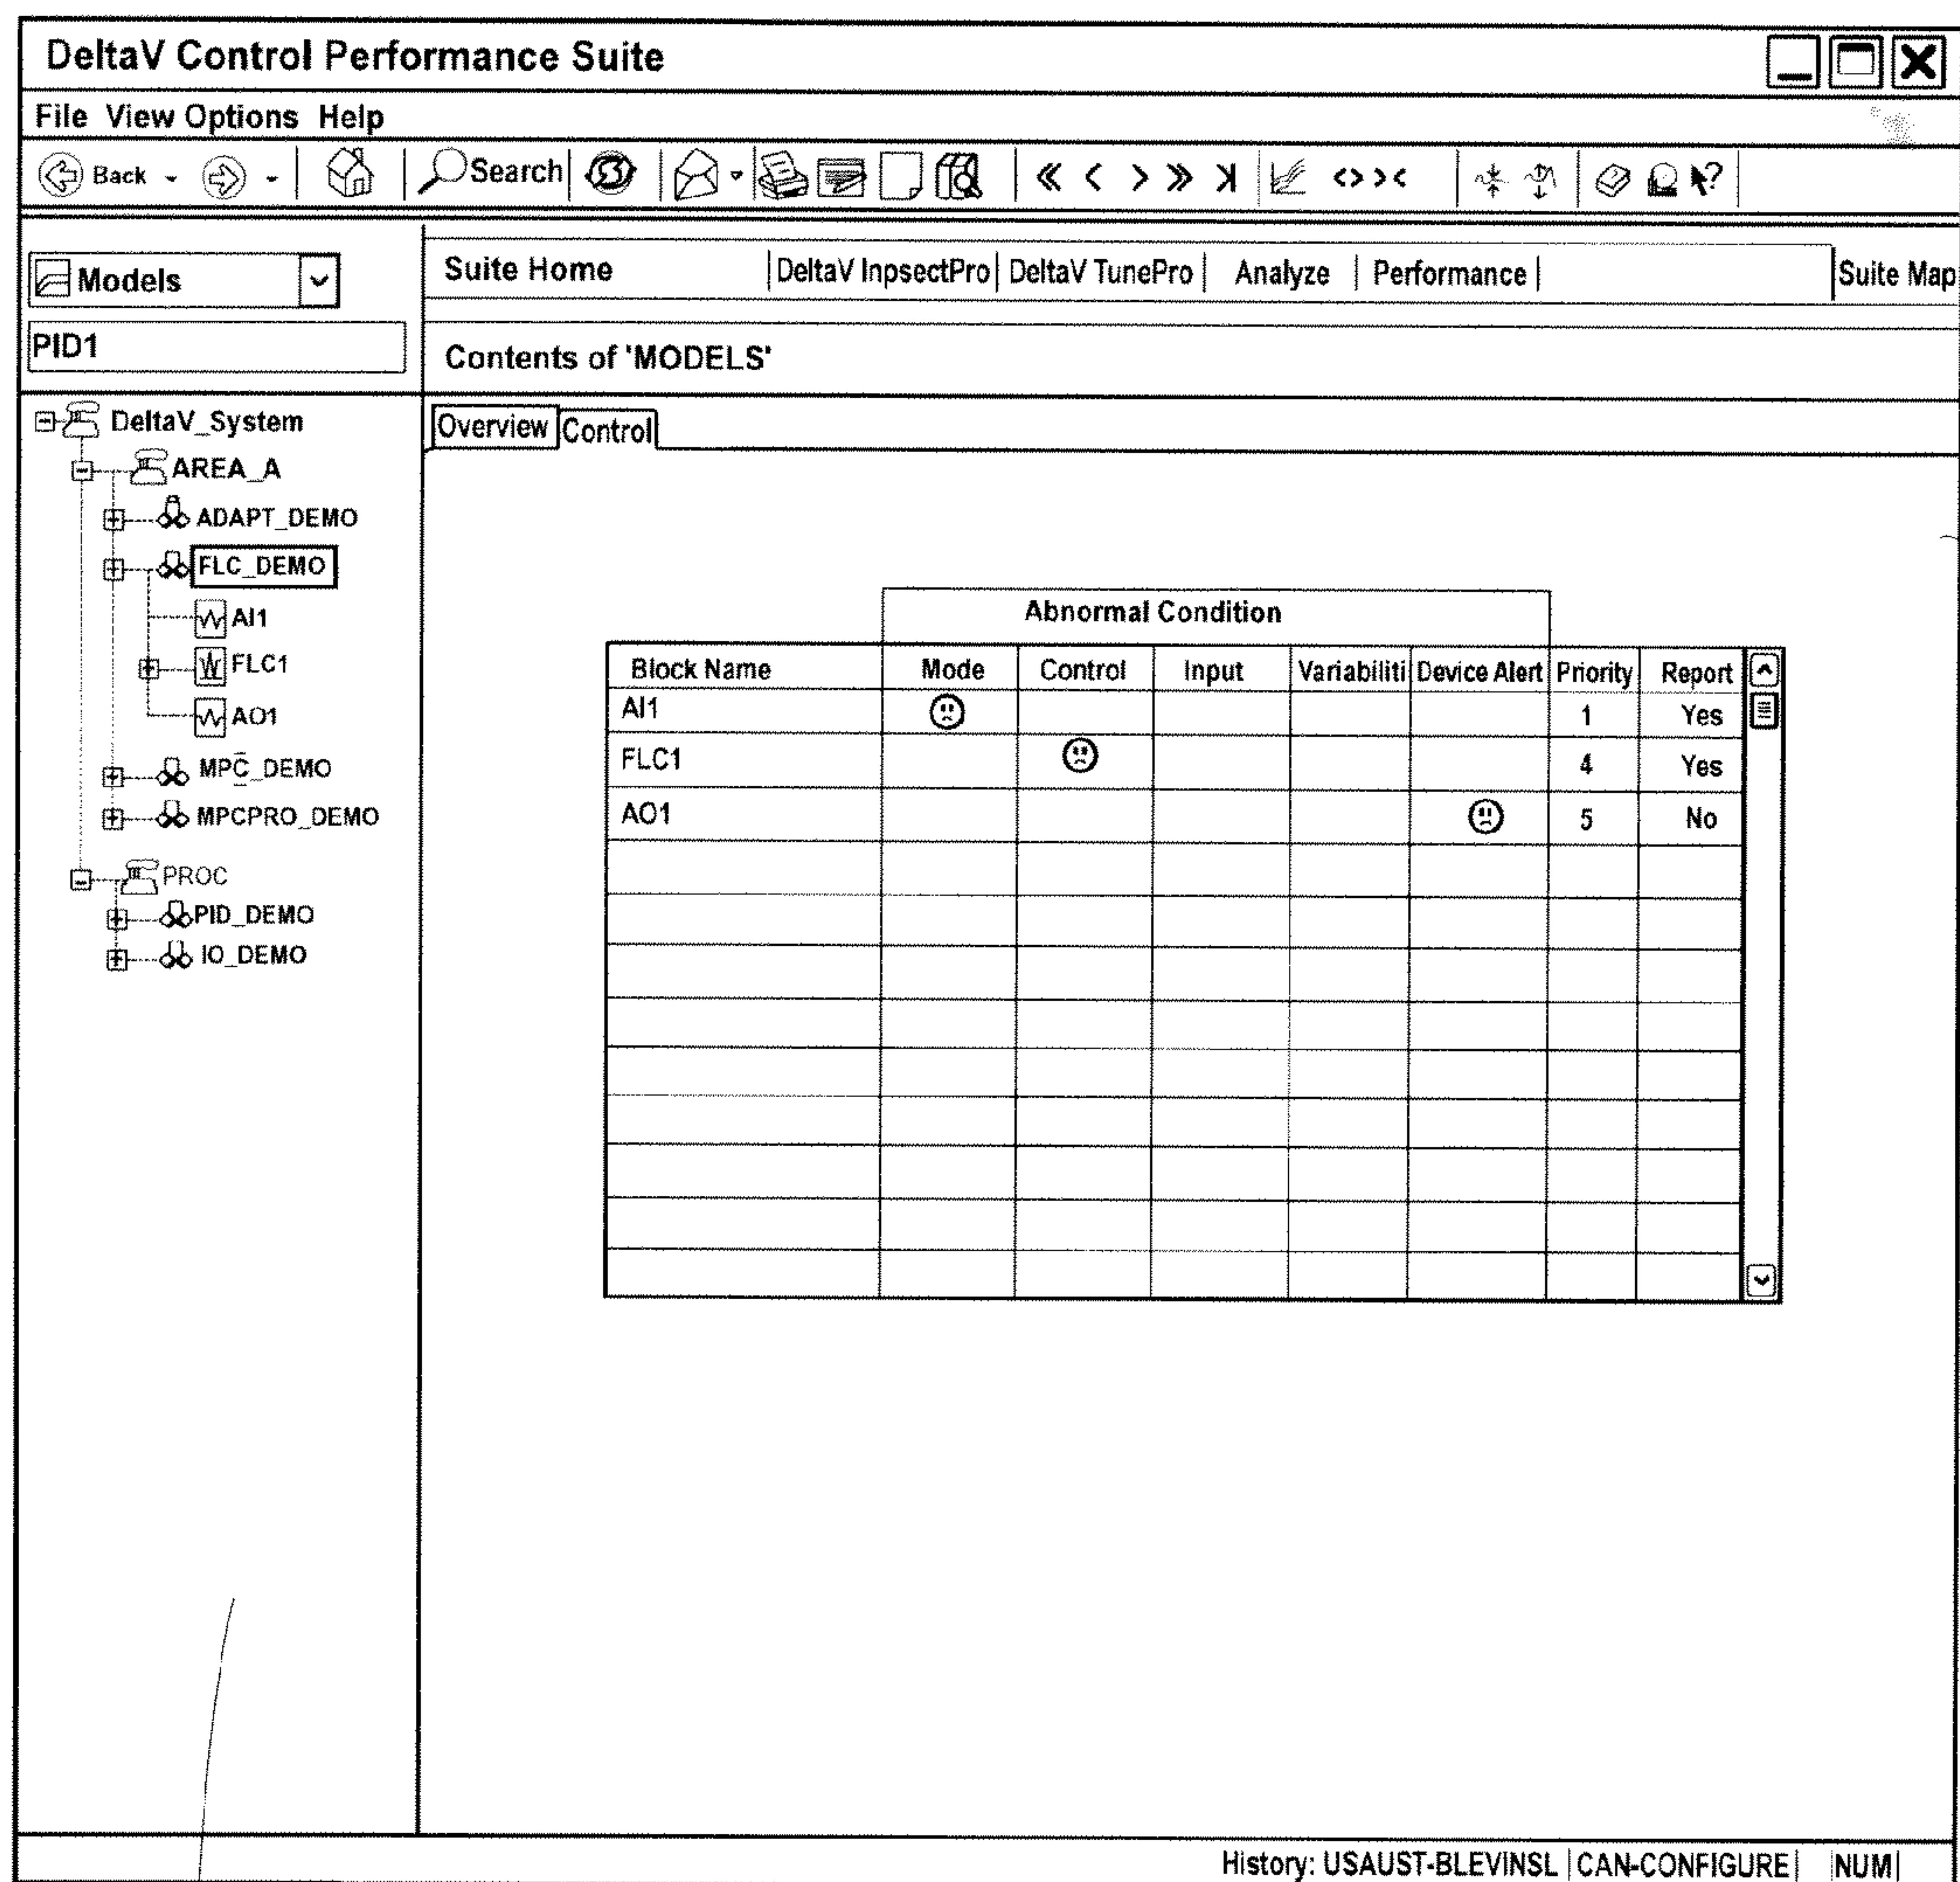 DeltaV Control Performance Suite
File View Options Help
Back Search
Models
Suite Home DeltaV InpsectPro DeltaV TunePro Analyze Performance Suite Map
PID1
Contents of 'MODELS'
Overview Control
DeltaV_System
AREA_A
ADAPT_DEMO
FLC_DEMO
AI1
FLC1
AO1
MPC_DEMO
MPCPRO_DEMO
PROC
PID_DEMO
IO_DEMO
Abnormal Condition
Block Name Mode Control Input Variabiliti Device Alert Priority Report
AI1 1 Yes
FLC1 4 Yes
AO1 5 No
History: USAUST-BLEVINSL CAN-CONFIGURE NUM